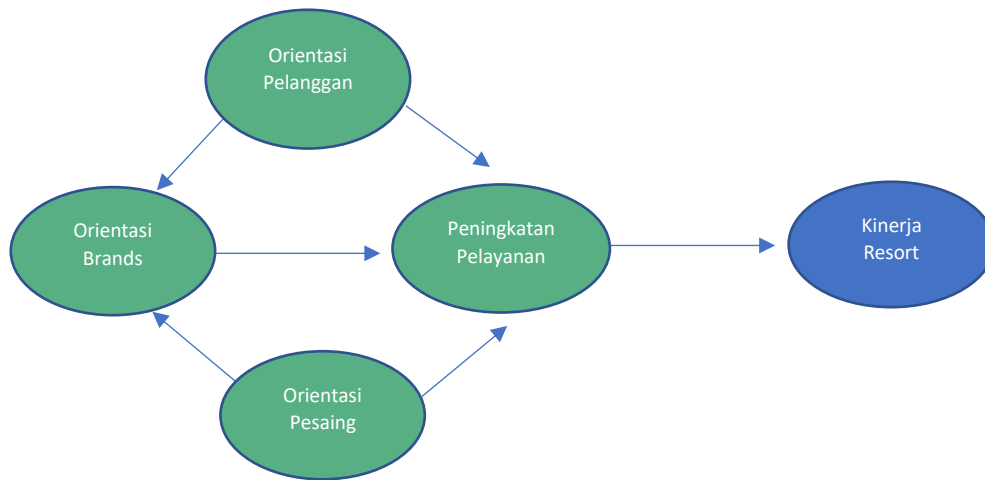 Orientasi
Pelanggan
Orientasi
Brands
Peningkatan
Pelayanan
Kinerja
Resort
Orientasi
Pesaing